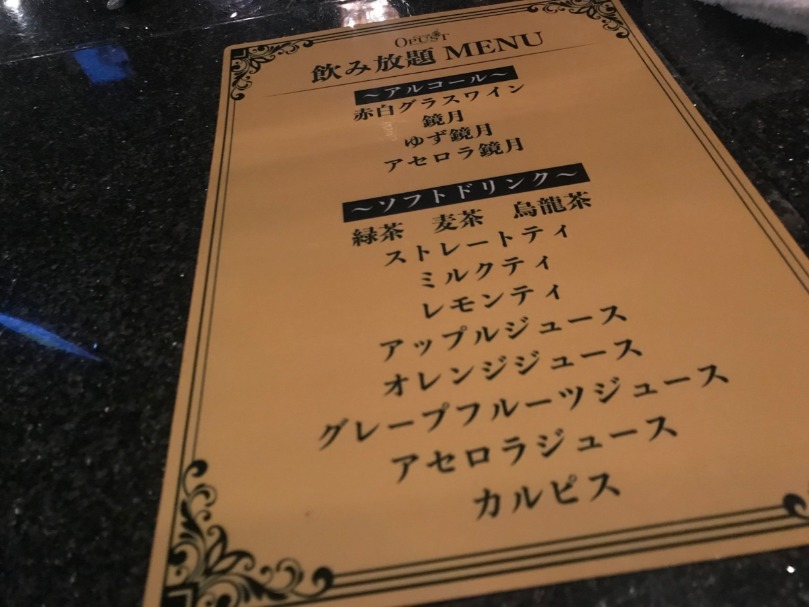 OPUST
飲み放題 MENU
～アルコール～
赤白グラスワイン
鏡月
ゆず鏡月
アセロラ鏡月
～ソフトドリンク～
緑茶 麦茶 烏龍茶
ストレートティ
ミルクティ
レモンティ
アップルジュース
オレンジジュース
グレープフルーツジュース
アセロラジュース
カルピス